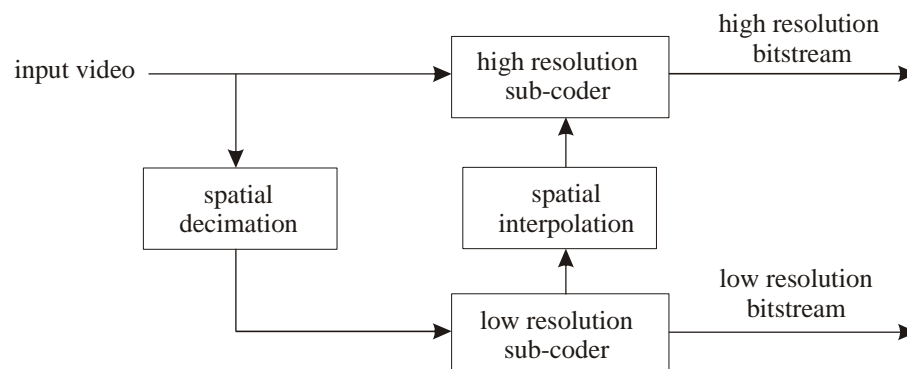 high resolution
bitstream
input video
high resolution
sub-coder
spatial
decimation
spatial
interpolation
low resolution
bitstream
low resolution
sub-coder